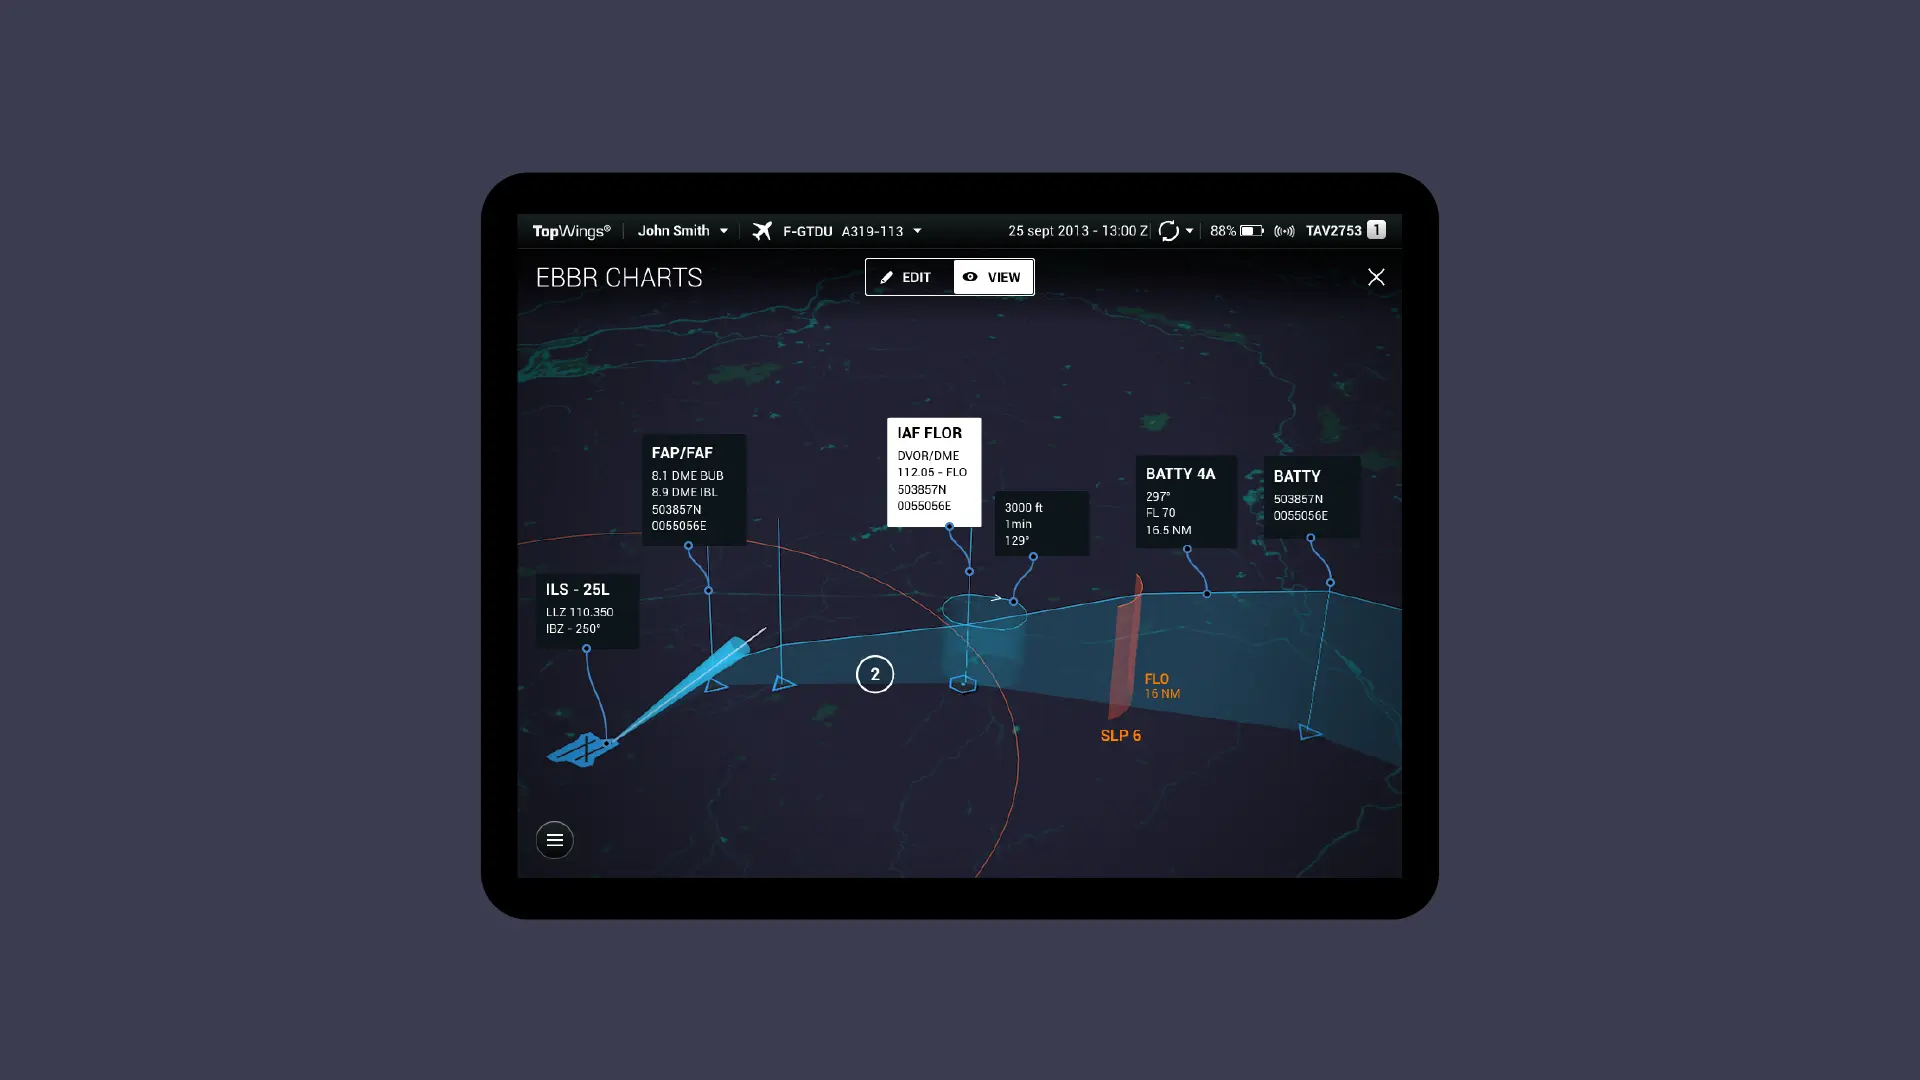 TopWings®
John Smith
F-GTDU A319-113
25 sept 2013 - 13:00 Z
88%
TAV2753 1
EBBR CHARTS
EDIT
VIEW
IAF FLOR
DVOR/DME
112.05 - FLO
503857N
0055056E
FAP/FAF
8.1 DME BUB
8.9 DME IBL
503857N
0055056E
3000 ft
1min
129°
BATTY 4A
297°
FL 70
16.5 NM
BATTY
503857N
0055056E
ILS - 25L
LLZ 110.350
IBZ - 250°
2
FLO
16 NM
SLP 6